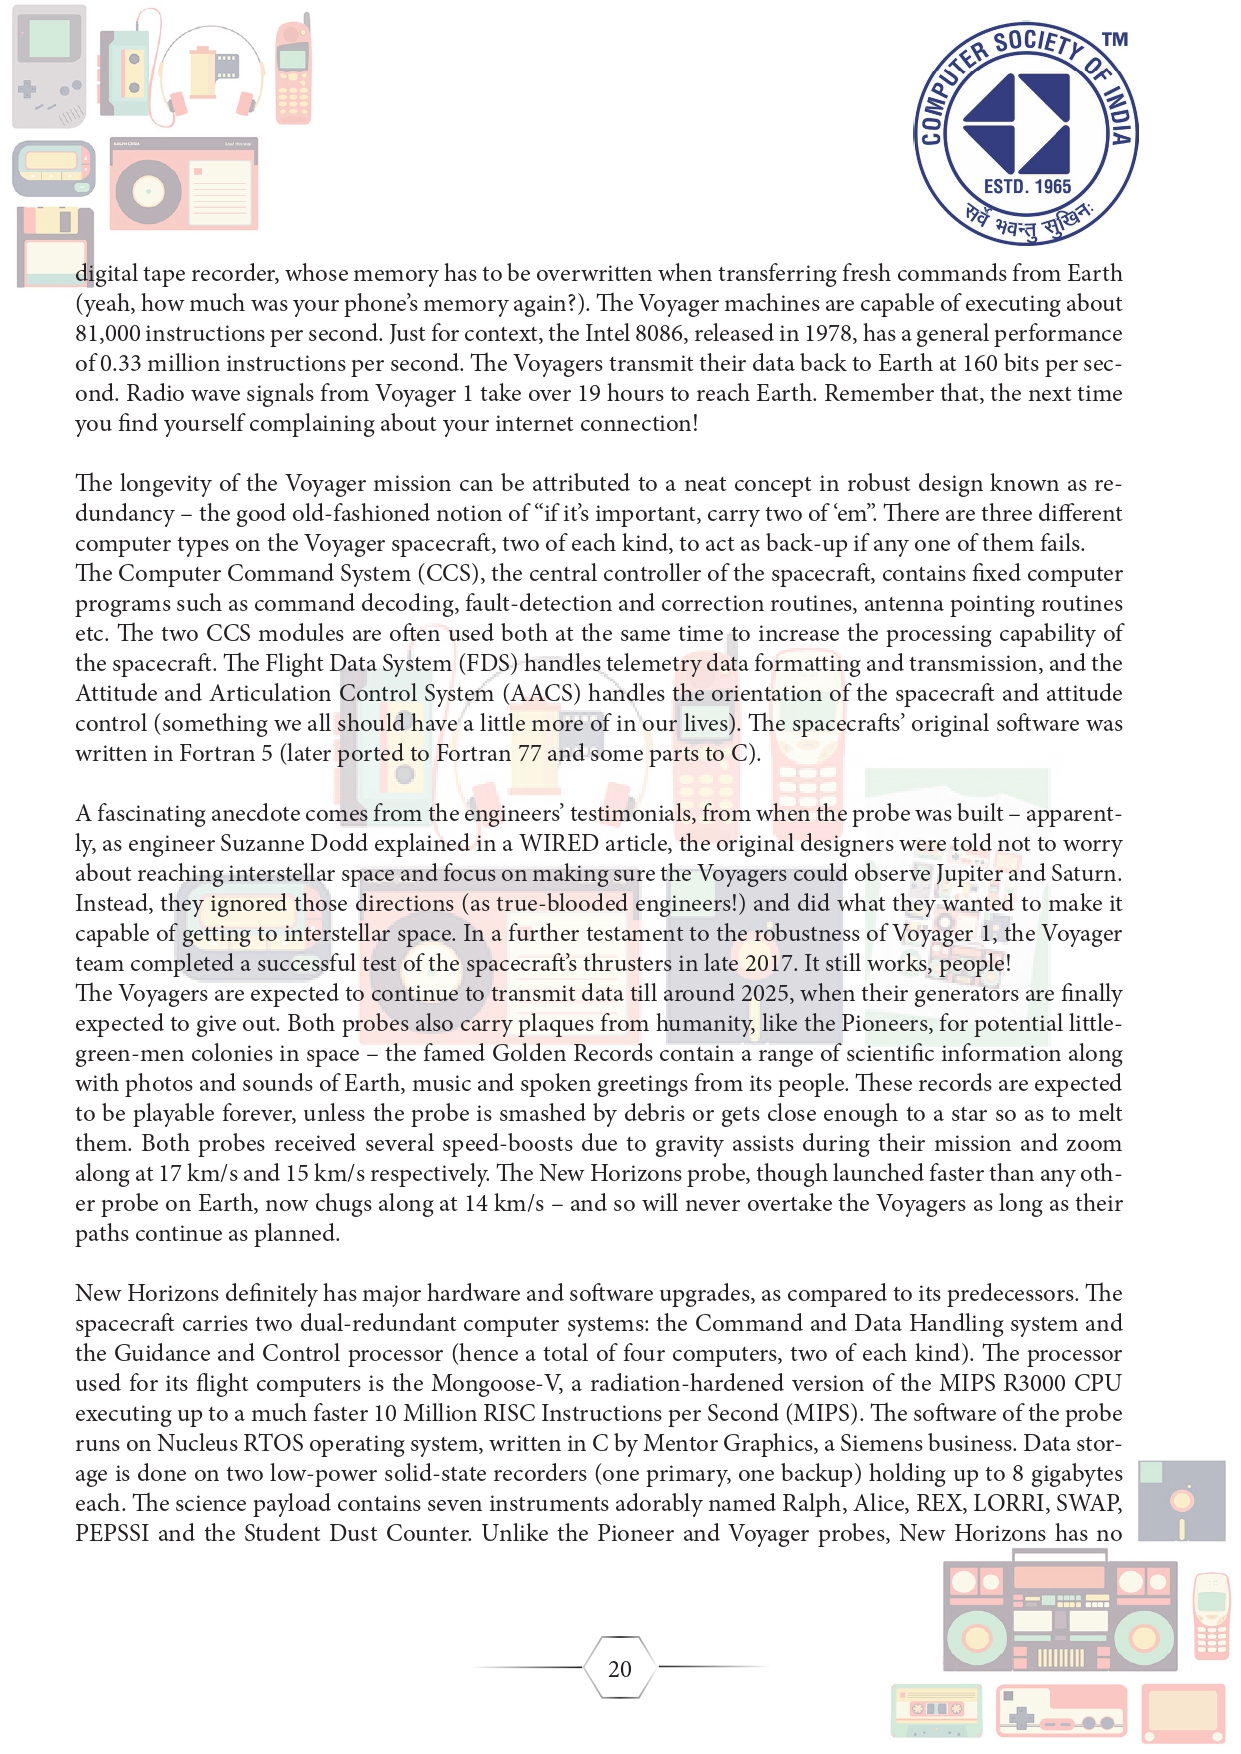 COMPUTER SOCIETY OF INDIA
TM
ESTD. 1965
सर्वे भवन्तु सुखिनः
digital tape recorder, whose memory has to be overwritten when transferring fresh commands from Earth
(yeah, how much was your phone’s memory again?). The Voyager machines are capable of executing about
81,000 instructions per second. Just for context, the Intel 8086, released in 1978, has a general performance
of 0.33 million instructions per second. The Voyagers transmit their data back to Earth at 160 bits per sec-
ond. Radio wave signals from Voyager 1 take over 19 hours to reach Earth. Remember that, the next time
you find yourself complaining about your internet connection!
The longevity of the Voyager mission can be attributed to a neat concept in robust design known as re-
dundancy – the good old-fashioned notion of “if it’s important, carry two of ‘em”. There are three different
computer types on the Voyager spacecraft, two of each kind, to act as back-up if any one of them fails.
The Computer Command System (CCS), the central controller of the spacecraft, contains fixed computer
programs such as command decoding, fault-detection and correction routines, antenna pointing routines
etc. The two CCS modules are often used both at the same time to increase the processing capability of
the spacecraft. The Flight Data System (FDS) handles telemetry data formatting and transmission, and the
Attitude and Articulation Control System (AACS) handles the orientation of the spacecraft and attitude
control (something we all should have a little more of in our lives). The spacecrafts’ original software was
written in Fortran 5 (later ported to Fortran 77 and some parts to C).
A fascinating anecdote comes from the engineers’ testimonials, from when the probe was built – apparent-
ly, as engineer Suzanne Dodd explained in a WIRED article, the original designers were told not to worry
about reaching interstellar space and focus on making sure the Voyagers could observe Jupiter and Saturn.
Instead, they ignored those directions (as true-blooded engineers!) and did what they wanted to make it
capable of getting to interstellar space. In a further testament to the robustness of Voyager 1, the Voyager
team completed a successful test of the spacecraft’s thrusters in late 2017. It still works, people!
The Voyagers are expected to continue to transmit data till around 2025, when their generators are finally
expected to give out. Both probes also carry plaques from humanity, like the Pioneers, for potential little-
green-men colonies in space – the famed Golden Records contain a range of scientific information along
with photos and sounds of Earth, music and spoken greetings from its people. These records are expected
to be playable forever, unless the probe is smashed by debris or gets close enough to a star so as to melt
them. Both probes received several speed-boosts due to gravity assists during their mission and zoom
along at 17 km/s and 15 km/s respectively. The New Horizons probe, though launched faster than any oth-
er probe on Earth, now chugs along at 14 km/s – and so will never overtake the Voyagers as long as their
paths continue as planned.
New Horizons definitely has major hardware and software upgrades, as compared to its predecessors. The
spacecraft carries two dual-redundant computer systems: the Command and Data Handling system and
the Guidance and Control processor (hence a total of four computers, two of each kind). The processor
used for its flight computers is the Mongoose-V, a radiation-hardened version of the MIPS R3000 CPU
executing up to a much faster 10 Million RISC Instructions per Second (MIPS). The software of the probe
runs on Nucleus RTOS operating system, written in C by Mentor Graphics, a Siemens business. Data stor-
age is done on two low-power solid-state recorders (one primary, one backup) holding up to 8 gigabytes
each. The science payload contains seven instruments adorably named Ralph, Alice, REX, LORRI, SWAP,
PEPSSI and the Student Dust Counter. Unlike the Pioneer and Voyager probes, New Horizons has no
20